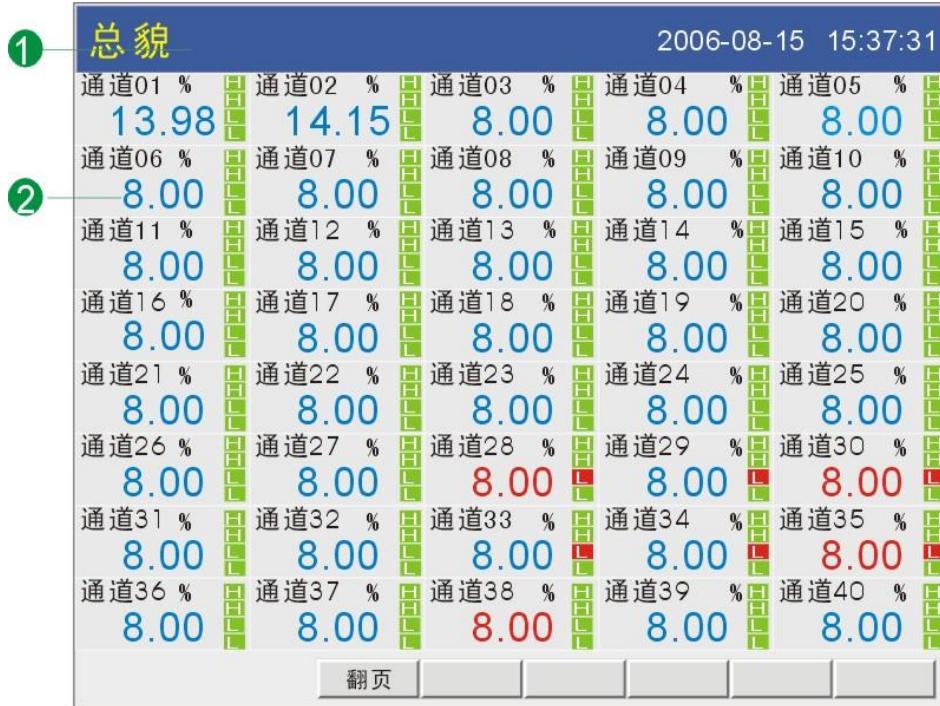 1 总貌 2006-08-15 15:37:31
通道01 % H 通道02 % H 通道03 % H 通道04 % H 通道05 % H
H H H H H
13.98 L 14.15 L 8.00 L 8.00 L 8.00 L
L L L L L
通道06 % H 通道07 % H 通道08 % H 通道09 % H 通道10 % H
H H H H H
2 8.00 L 8.00 L 8.00 L 8.00 L 8.00 L
L L L L L
通道11 % H 通道12 % H 通道13 % H 通道14 % H 通道15 % H
H H H H H
8.00 L 8.00 L 8.00 L 8.00 L 8.00 L
L L L L L
通道16 % H 通道17 % H 通道18 % H 通道19 % H 通道20 % H
H H H H H
8.00 L 8.00 L 8.00 L 8.00 L 8.00 L
L L L L L
通道21 % H 通道22 % H 通道23 % H 通道24 % H 通道25 % H
H H H H H
8.00 L 8.00 L 8.00 L 8.00 L 8.00 L
L L L L L
通道26 % H 通道27 % H 通道28 % H 通道29 % H 通道30 % H
H H H H H
8.00 L 8.00 L 8.00 L 8.00 L 8.00 L
L L L L L
通道31 % H 通道32 % H 通道33 % H 通道34 % H 通道35 % H
H H H H H
8.00 L 8.00 L 8.00 L 8.00 L 8.00 L
L L L L L
通道36 % H 通道37 % H 通道38 % H 通道39 % H 通道40 % H
H H H H H
8.00 L 8.00 L 8.00 L 8.00 L 8.00 L
L L L L L
翻页